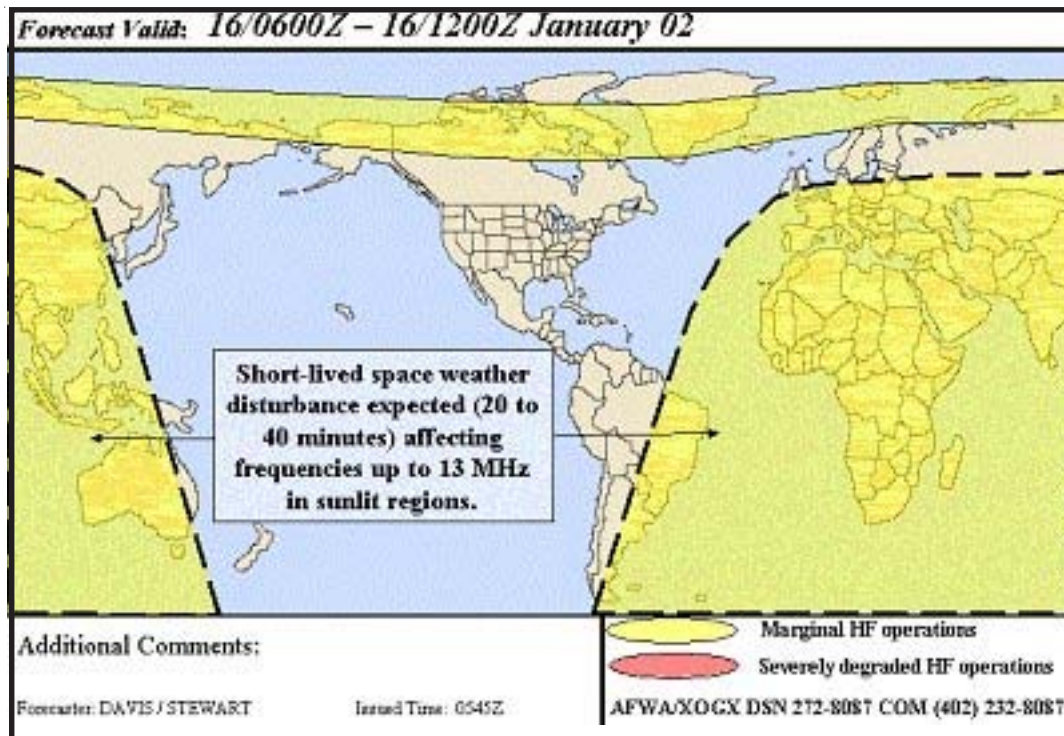 Forecast Valid: 16/0600Z – 16/1200Z January 02
Short-lived space weather
disturbance expected (20 to
40 minutes) affecting
frequencies up to 13 MHz
in sunlit regions.
Additional Comments:
Forecaster: DAVIS / STEWART Issued Time: 0545Z
Marginal HF operations
Severely degraded HF operations
AFWA/XOGX DSN 272-8087 COM (402) 232-8087